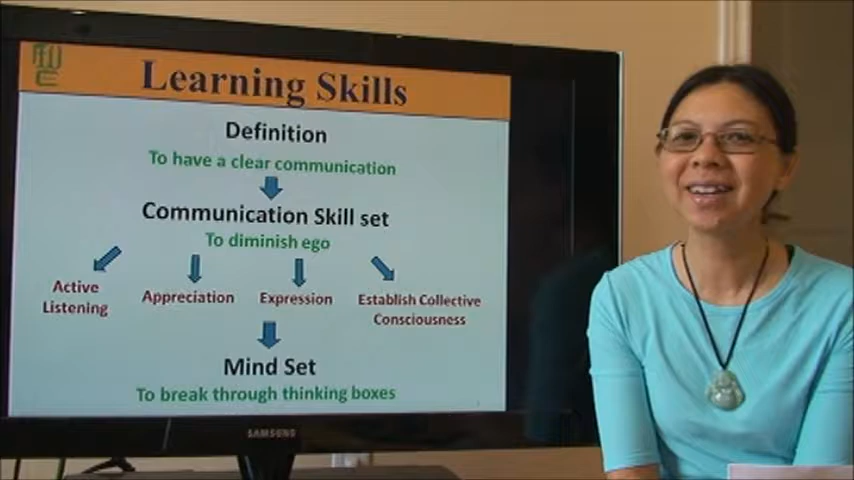 Learning Skills
Definition
To have a clear communication
Communication Skill set
To diminish ego
Active
Listening
Appreciation
Expression
Establish Collective
Consciousness
Mind Set
To break through thinking boxes
SAMSUNG